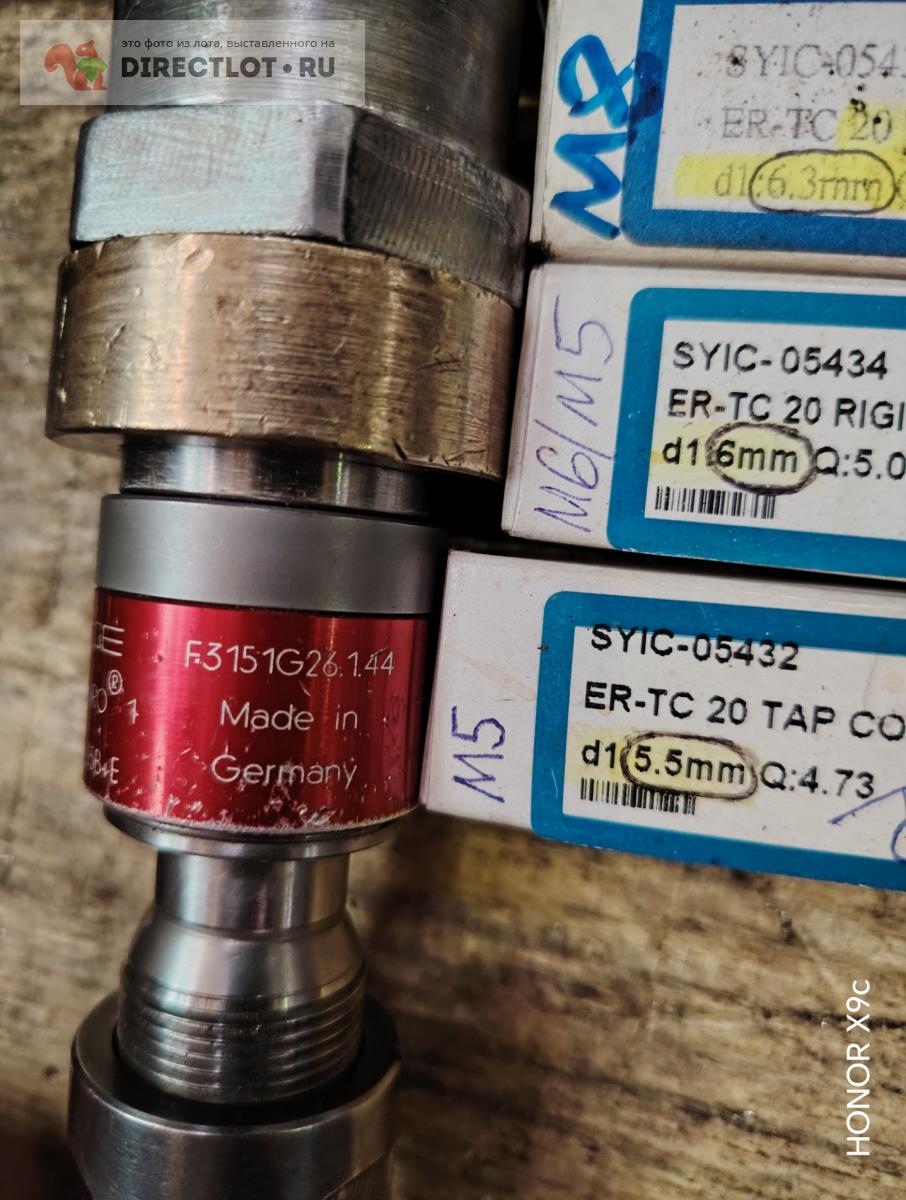 это фото из лота, выставленного на
DIRECTLOT.RU
M8
SYIC-0543
ER-TC 20
d1:6.3mm
M6/M5
SYIC-05434
ER-TC 20 RIGI
d1:6mm Q:5.0
M5
SYIC-05432
ER-TC 20 TAP CO
d1:5.5mm Q:4.73
F3151G26.1.44
Made in
Germany
HONOR X9c